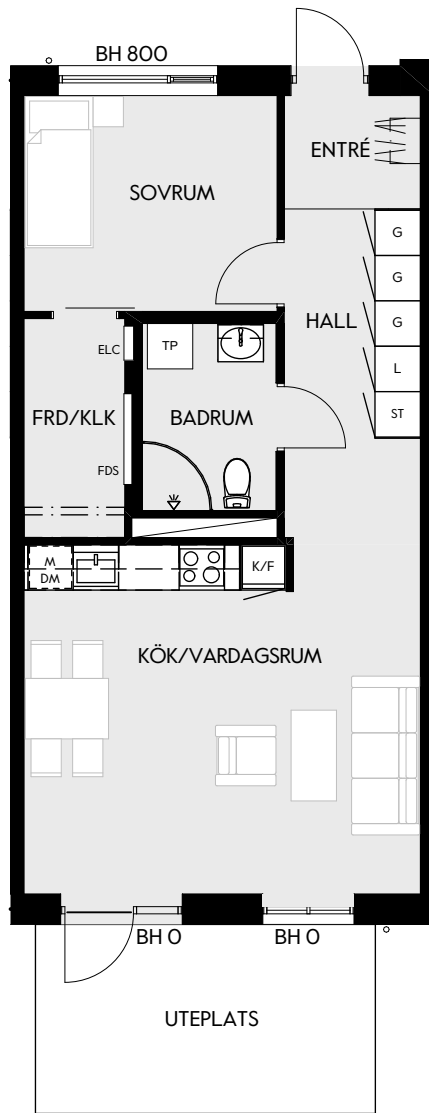 BH 800
ENTRÉ
SOVRUM
G
G
HALL
G
ELC
TP
L
FRD/KLK
BADRUM
ST
FDS
M
DM
K/F
KÖK/VARDAGSRUM
BH 0
BH 0
UTEPLATS